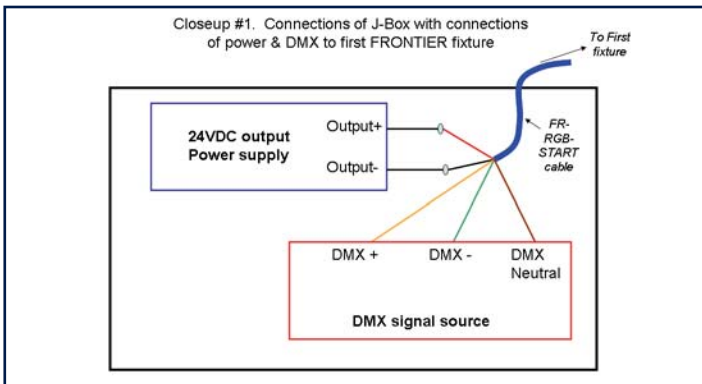 Closeup #1. Connections of J-Box with connections
of power & DMX to first FRONTIER fixture
To First
fixture
24VDC output
Power supply
Output+
Output-
FR-
RGB-
START
cable
DMX +
DMX -
DMX
Neutral
DMX signal source